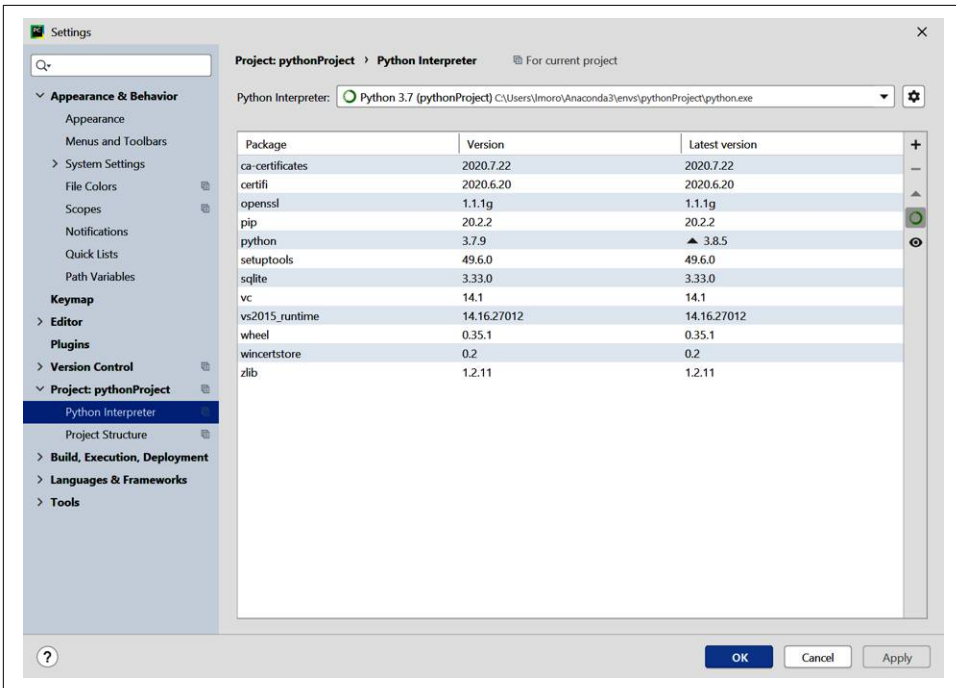 PC Settings
Project: pythonProject › Python Interpreter For current project
Appearance & Behavior
Appearance
Menus and Toolbars
System Settings
File Colors
Scopes
Notifications
Quick Lists
Path Variables
Keymap
Editor
Plugins
Version Control
Project: pythonProject
Python Interpreter
Project Structure
Build, Execution, Deployment
Languages & Frameworks
Tools
Python Interpreter: Python 3.7 (pythonProject) C:\Users\lmoro\Anaconda3\envs\pythonProject\python.exe
Package Version Latest version
ca-certificates 2020.7.22 2020.7.22
certifi 2020.6.20 2020.6.20
openssl 1.1.1g 1.1.1g
pip 20.2.2 20.2.2
python 3.7.9 ▲ 3.8.5
setuptools 49.6.0 49.6.0
sqlite 3.33.0 3.33.0
vc 14.1 14.1
vs2015_runtime 14.16.27012 14.16.27012
wheel 0.35.1 0.35.1
wincertstore 0.2 0.2
zlib 1.2.11 1.2.11
? OK Cancel Apply